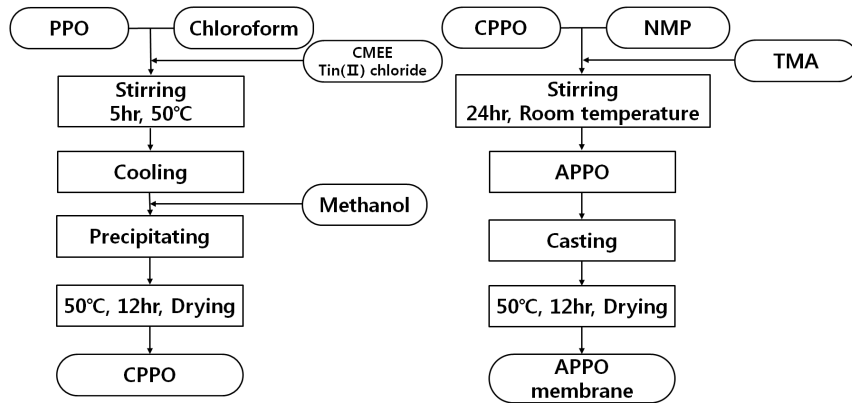 PPO
Chloroform
CMEE
Tin(Ⅱ) chloride
Stirring
5hr, 50℃
Cooling
Methanol
Precipitating
50℃, 12hr, Drying
CPPO
CPPO
NMP
TMA
Stirring
24hr, Room temperature
APPO
Casting
50℃, 12hr, Drying
APPO
membrane